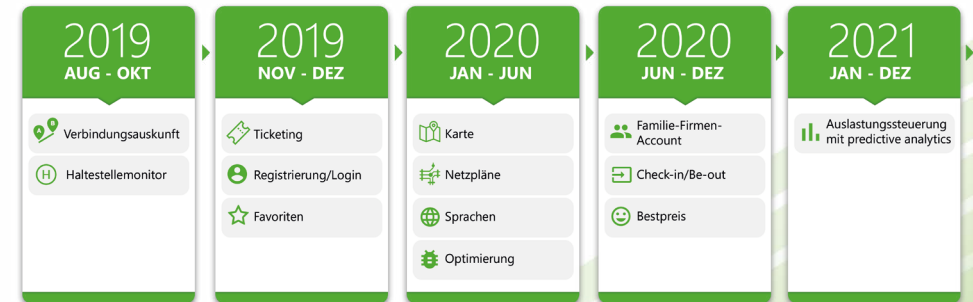 2019
AUG - OKT
A B
Verbindungsauskunft
H
Haltestellemonitor
2019
NOV - DEZ
Ticketing
Registrierung/Login
Favoriten
2020
JAN - JUN
Karte
Netzpläne
Sprachen
Optimierung
2020
JUN - DEZ
Familie-Firmen-
Account
Check-in/Be-out
Bestpreis
2021
JAN - DEZ
Auslastungssteuerung
mit predictive analytics